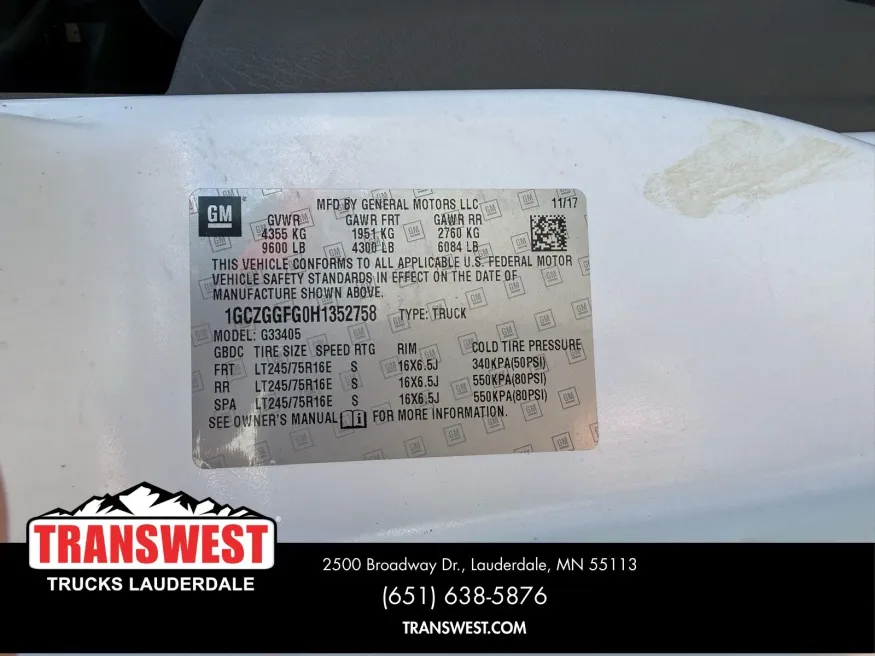 GM
MFD BY GENERAL MOTORS LLC 11/17
GVWR GAWR FRT GAWR RR
4355 KG 1951 KG 2760 KG
9600 LB 4300 LB 6084 LB
THIS VEHICLE CONFORMS TO ALL APPLICABLE U.S. FEDERAL MOTOR
VEHICLE SAFETY STANDARDS IN EFFECT ON THE DATE OF
MANUFACTURE SHOWN ABOVE.
1GCZGGFG0H1352758 TYPE: TRUCK
MODEL: G33405
GBDC TIRE SIZE SPEED RTG RIM COLD TIRE PRESSURE
FRT LT245/75R16E S 16X6.5J 340KPA(50PSI)
RR LT245/75R16E S 16X6.5J 550KPA(80PSI)
SPA LT245/75R16E S 16X6.5J 550KPA(80PSI)
SEE OWNER'S MANUAL FOR MORE INFORMATION.
TRANSWEST
TRUCKS LAUDERDALE
2500 Broadway Dr., Lauderdale, MN 55113
(651) 638-5876
TRANSWEST.COM